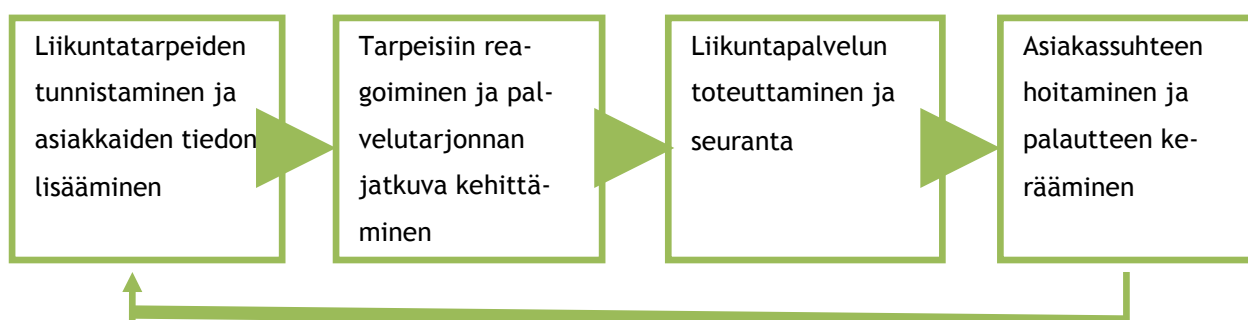 Liikuntatarpeiden
tunnistaminen ja
asiakkaiden tiedon
lisääminen
Tarpeisiin rea-
goiminen ja pal-
velutarjonnan
jatkuva kehittä-
minen
Liikuntapalvelun
toteuttaminen ja
seuranta
Asiakassuhteen
hoitaminen ja
palautteen ke-
rääminen